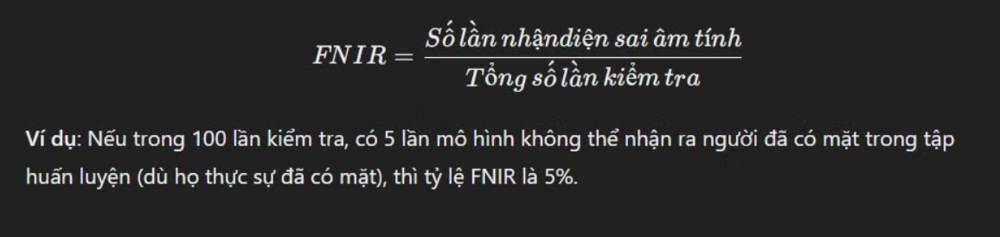 FNIR = Số lần nhậndiện sai âm tính / Tổng số lần kiểm tra
Ví dụ: Nếu trong 100 lần kiểm tra, có 5 lần mô hình không thể nhận ra người đã có mặt trong tập
huấn luyện (dù họ thực sự đã có mặt), thì tỷ lệ FNIR là 5%.